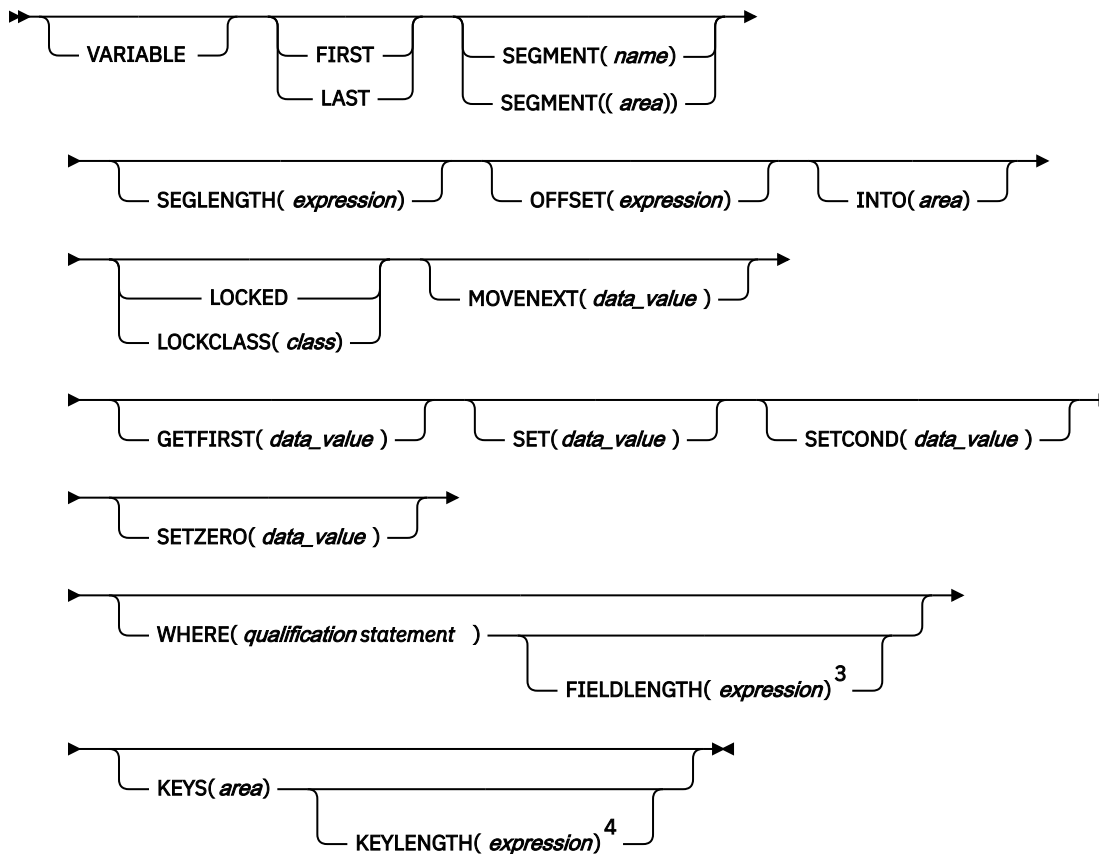 VARIABLE FIRST SEGMENT( name)
LAST SEGMENT(( area))
SEGLENGTH( expression) OFFSET( expression) INTO( area)
LOCKED MOVENEXT( data_value )
LOCKCLASS( class)
GETFIRST( data_value ) SET( data_value ) SETCOND( data_value )
SETZERO( data_value )
WHERE( qualification statement )
FIELDLENGTH( expression) 3
KEYS( area)
KEYLENGTH( expression) 4